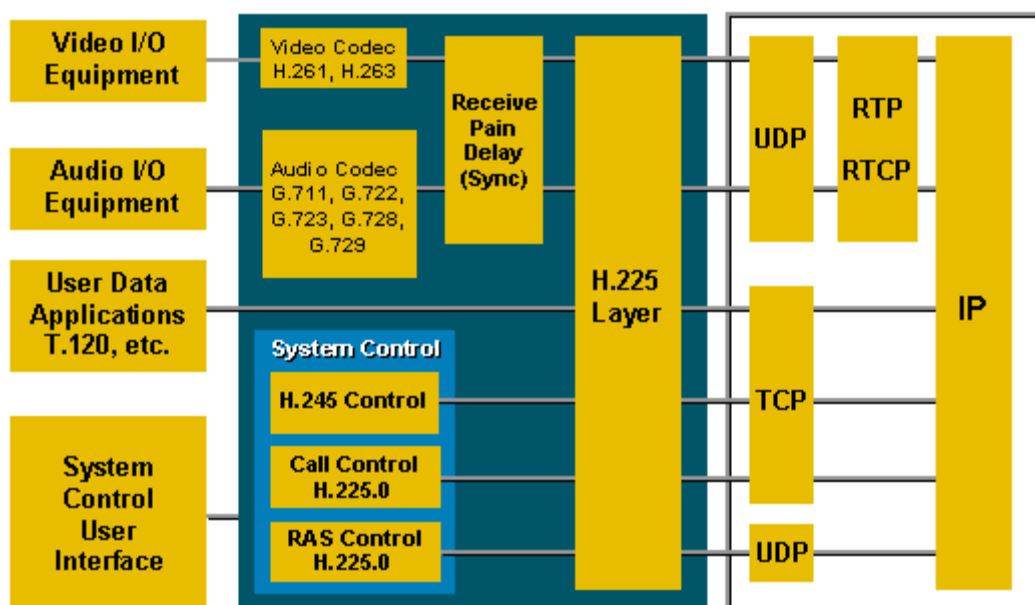 Video I/O
Equipment
Audio I/O
Equipment
User Data
Applications
T.120, etc.
System
Control
User
Interface
Video Codec
H.261, H.263
Audio Codec
G.711, G.722,
G.723, G.728,
G.729
Receive
Pain
Delay
(Sync)
System Control
H.245 Control
Call Control
H.225.0
RAS Control
H.225.0
H.225
Layer
UDP
RTP
RTCP
TCP
UDP
IP